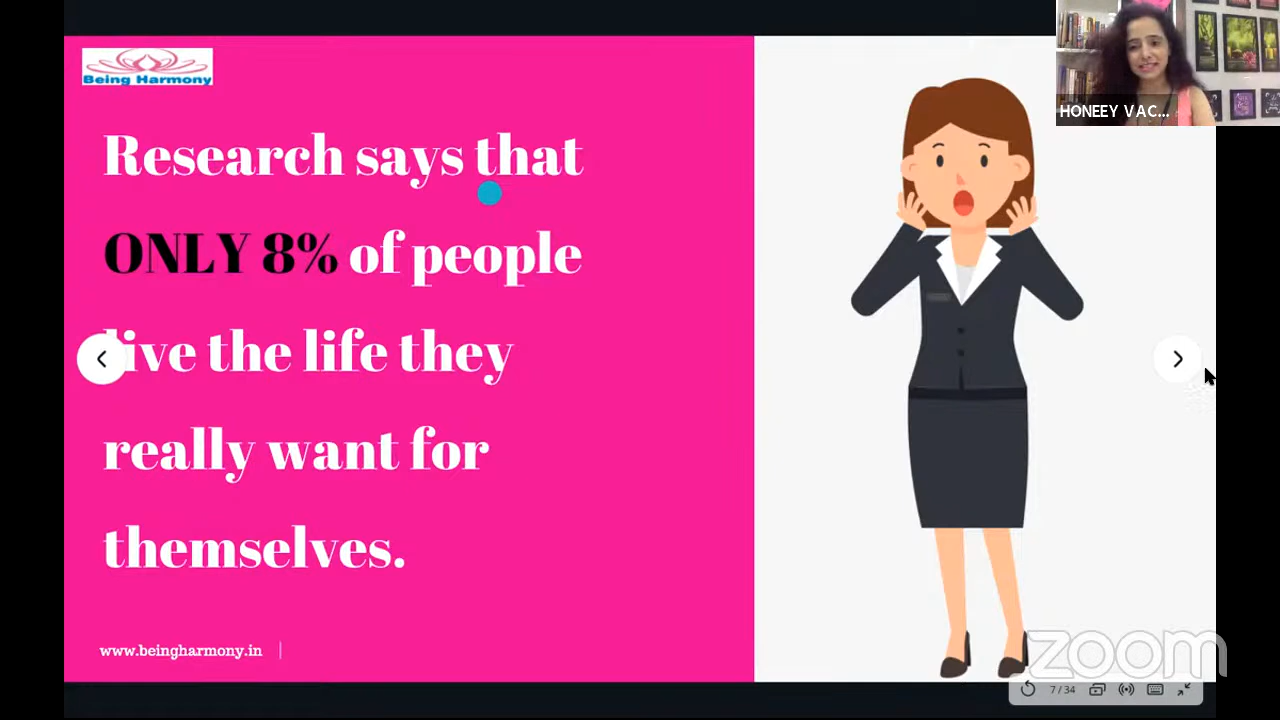 Being Harmony
HONEEY VAC...
Research says that
ONLY 8% of people
live the life they
really want for
themselves.
www.beingharmony.in
zoom
7 / 34